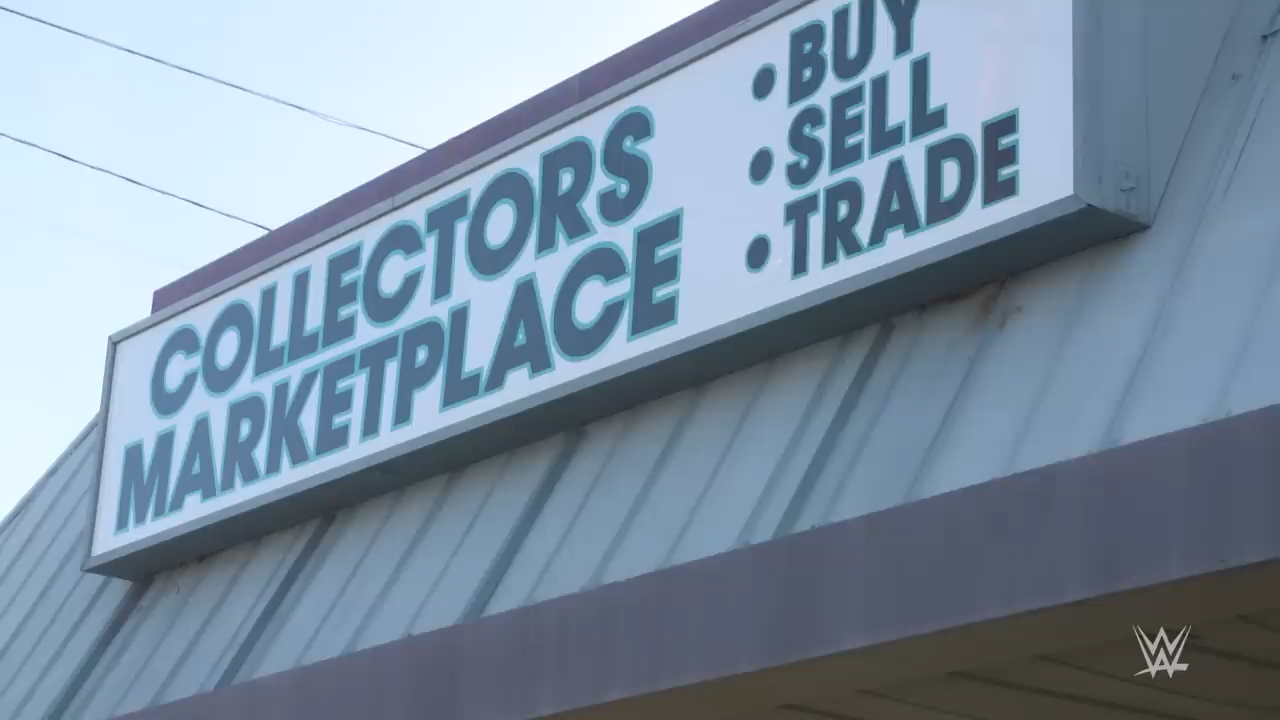 COLLECTORS
MARKETPLACE
• BUY
• SELL
• TRADE
W